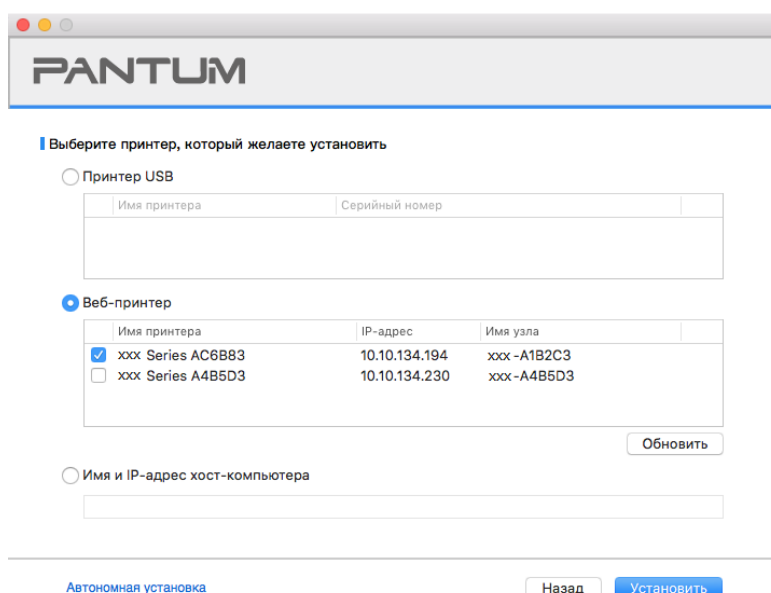 PANTUM
Выберите принтер, который желаете установить
Принтер USB
Имя принтера Серийный номер
Веб-принтер
Имя принтера IP-адрес Имя узла
xxx Series AC6B83 10.10.134.194 xxx-A1B2C3
xxx Series A4B5D3 10.10.134.230 xxx-A4B5D3
Обновить
Имя и IP-адрес хост-компьютера
Автономная установка Назад Установить